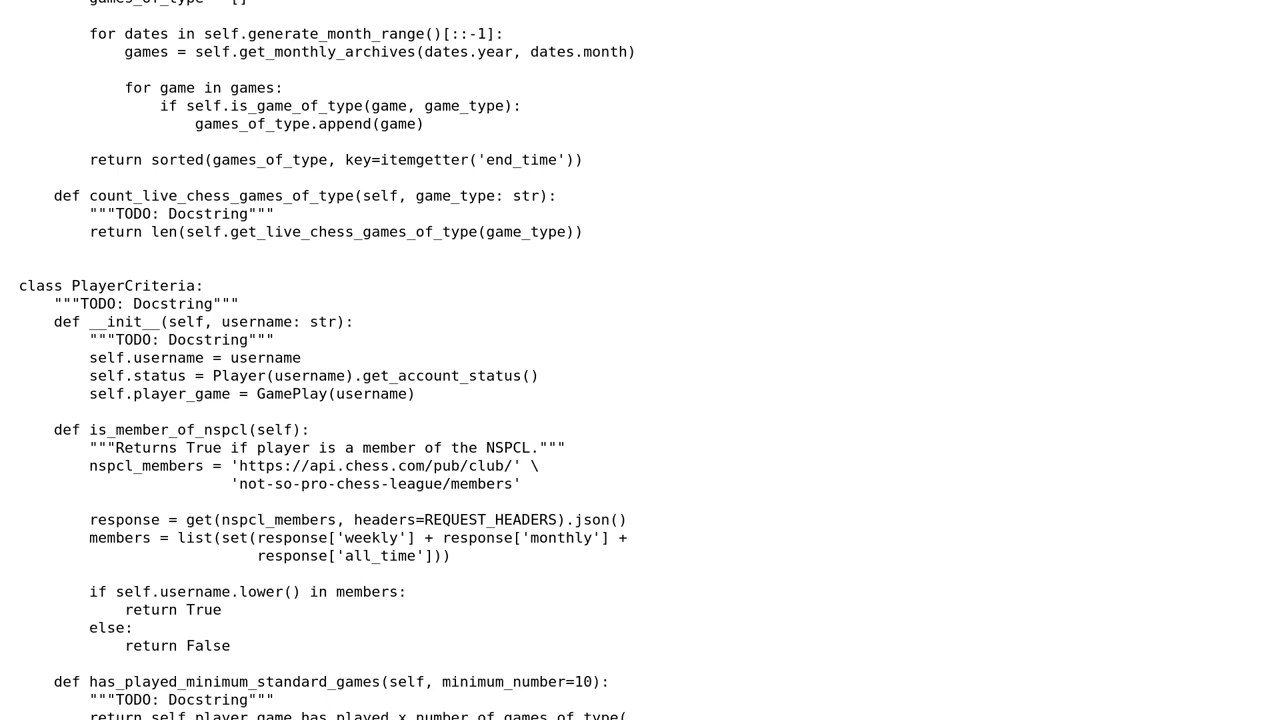 games_of_type = []

        for dates in self.generate_month_range()[::-1]:
            games = self.get_monthly_archives(dates.year, dates.month)

            for game in games:
                if self.is_game_of_type(game, game_type):
                    games_of_type.append(game)

        return sorted(games_of_type, key=itemgetter('end_time'))

    def count_live_chess_games_of_type(self, game_type: str):
        """TODO: Docstring"""
        return len(self.get_live_chess_games_of_type(game_type))


class PlayerCriteria:
    """TODO: Docstring"""
    def __init__(self, username: str):
        """TODO: Docstring"""
        self.username = username
        self.status = Player(username).get_account_status()
        self.player_game = GamePlay(username)

    def is_member_of_nspcl(self):
        """Returns True if player is a member of the NSPCL."""
        nspcl_members = 'https://api.chess.com/pub/club/' \
                        'not-so-pro-chess-league/members'

        response = get(nspcl_members, headers=REQUEST_HEADERS).json()
        members = list(set(response['weekly'] + response['monthly'] +
                           response['all_time']))

        if self.username.lower() in members:
            return True
        else:
            return False

    def has_played_minimum_standard_games(self, minimum_number=10):
        """TODO: Docstring"""
        return self.player_game.has_played_x_number_of_games_of_type(